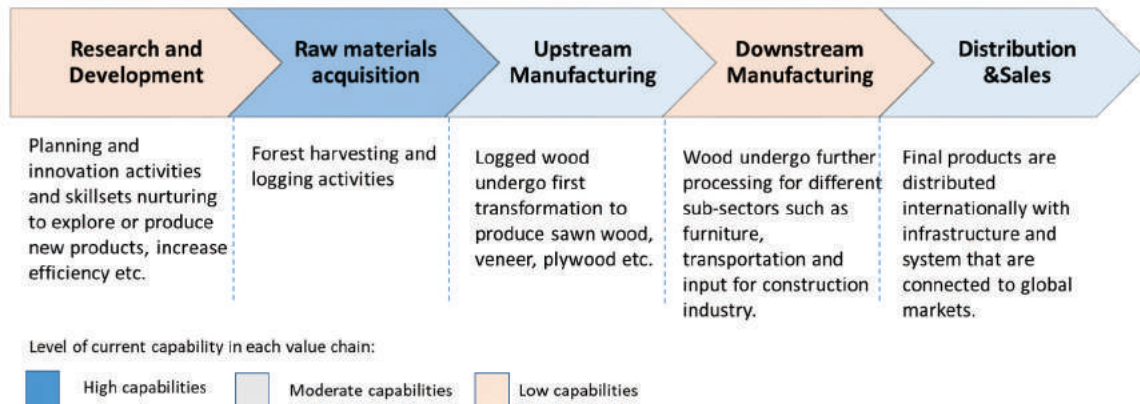 Research and
Development
Raw materials
acquisition
Upstream
Manufacturing
Downstream
Manufacturing
Distribution
&Sales
Planning and
innovation activities
and skillsets nurturing
to explore or produce
new products, increase
efficiency etc.
Forest harvesting and
logging activities
Logged wood
undergo first
transformation to
produce sawn wood,
veneer, plywood etc.
Wood undergo further
processing for different
sub-sectors such as
furniture,
transportation and
input for construction
industry.
Final products are
distributed
internationally with
infrastructure and
system that are
connected to global
markets.
Level of current capability in each value chain:
High capabilities
Moderate capabilities
Low capabilities